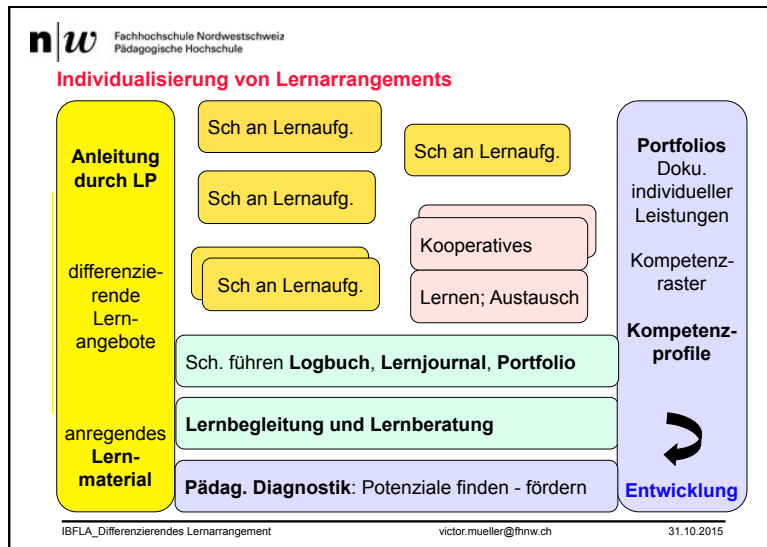 n|w Fachhochschule Nordwestschweiz
Pädagogische Hochschule
Individualisierung von Lernarrangements
Anleitung
durch LP
differenzie-
rende
Lern-
angebote
anregendes
Lern-
material
Sch an Lernaufg.
Sch an Lernaufg.
Sch an Lernaufg.
Sch an Lernaufg.
Kooperatives
Lernen; Austausch
Sch. führen Logbuch, Lernjournal, Portfolio
Lernbegleitung und Lernberatung
Pädag. Diagnostik: Potenziale finden - fördern
Portfolios
Doku.
individueller
Leistungen
Kompetenz-
raster
Kompetenz-
profile
Entwicklung
IBFLA_Differenzierendes Lernarrangement victor.mueller@fhnw.ch 31.10.2015